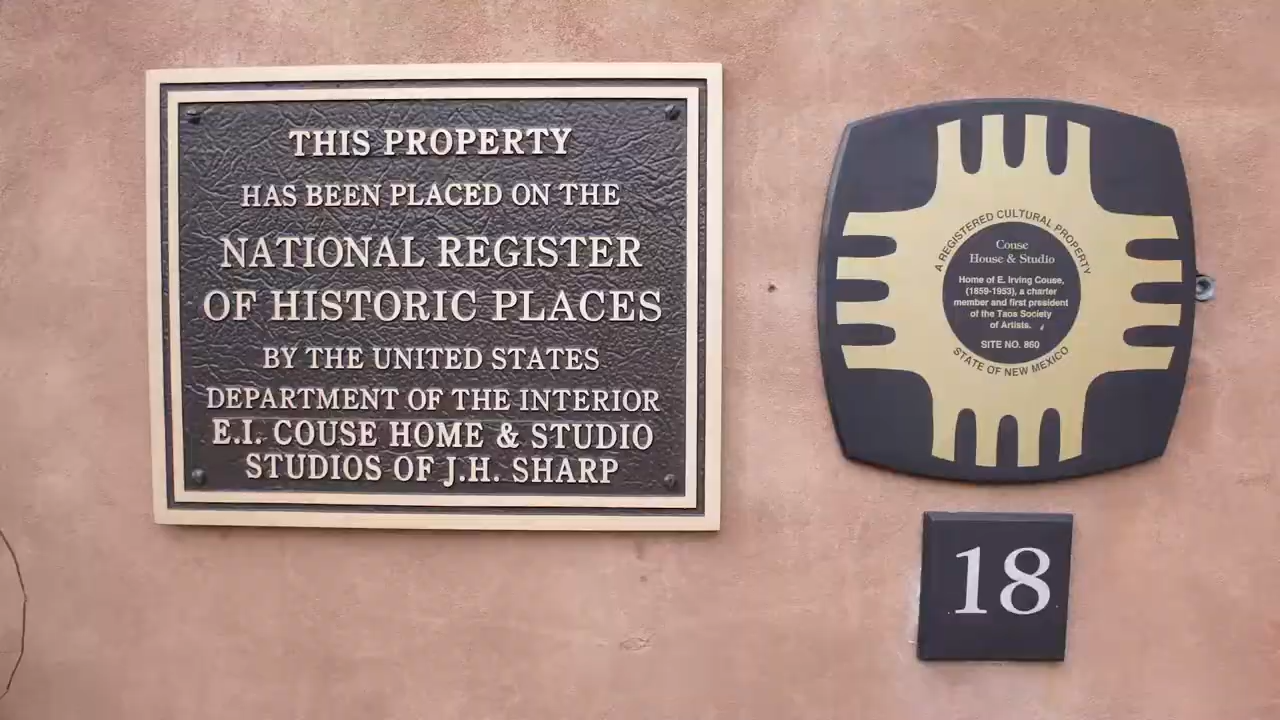 THIS PROPERTY
HAS BEEN PLACED ON THE
NATIONAL REGISTER
OF HISTORIC PLACES
BY THE UNITED STATES
DEPARTMENT OF THE INTERIOR
E.I. COUSE HOME & STUDIO
STUDIOS OF J.H. SHARP
A REGISTERED CULTURAL PROPERTY
Couse
House & Studio
Home of E. Irving Couse,
(1859-1953), a charter
member and first president
of the Taos Society
of Artists.
SITE NO. 860
STATE OF NEW MEXICO
18